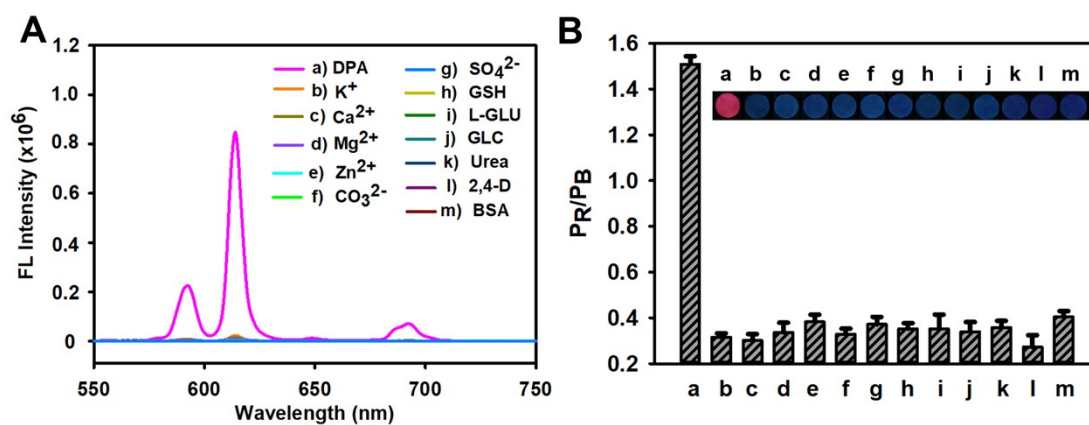 A
FL Intensity (x10⁶)
1.2
1.0
0.8
0.6
0.4
0.2
0
a) DPA
b) K⁺
c) Ca²⁺
d) Mg²⁺
e) Zn²⁺
f) CO₃²⁻
g) SO₄²⁻
h) GSH
i) L-GLU
j) GLC
k) Urea
l) 2,4-D
m) BSA
550 600 650 700 750
Wavelength (nm)
B
P_R/P_B
1.6
1.4
1.2
1.0
0.8
0.6
0.4
0.2
a b c d e f g h i j k l m
a b c d e f g h i j k l m